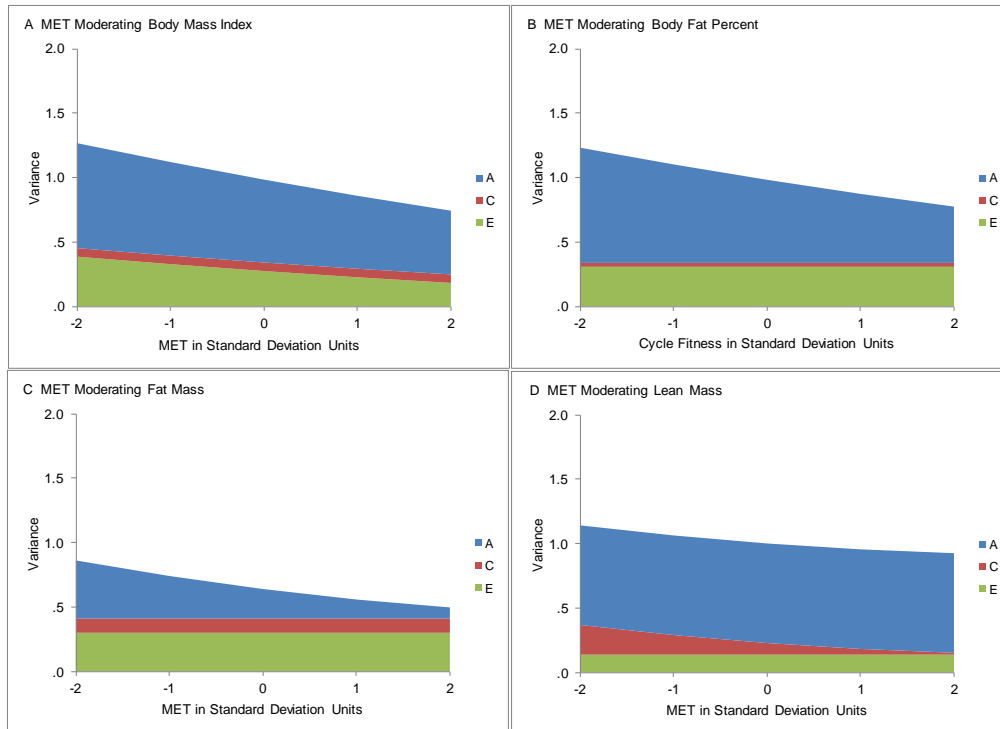 A MET Moderating Body Mass Index
2.0
1.5
1.0
.5
.0
Variance
-2 -1 0 1 2
MET in Standard Deviation Units
A
C
E
B MET Moderating Body Fat Percent
2.0
1.5
1.0
.5
.0
Variance
-2 -1 0 1 2
Cycle Fitness in Standard Deviation Units
A
C
E
C MET Moderating Fat Mass
2.0
1.5
1.0
.5
.0
Variance
-2 -1 0 1 2
MET in Standard Deviation Units
A
C
E
D MET Moderating Lean Mass
2.0
1.5
1.0
.5
.0
Variance
-2 -1 0 1 2
MET in Standard Deviation Units
A
C
E